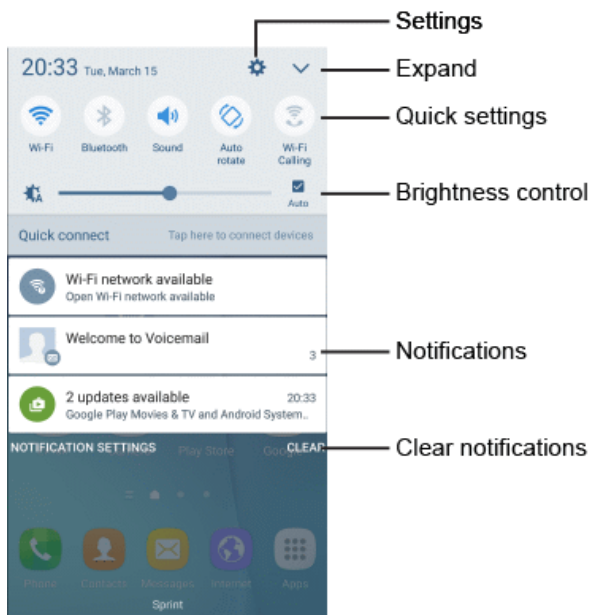 Settings
20:33 Tue, March 15
Expand
Quick settings
Wi-Fi
Bluetooth
Sound
Auto
rotate
Wi-Fi
Calling
Brightness control
A
Auto
Quick connect
Tap here to connect devices
Wi-Fi network available
Open Wi-Fi network available
Welcome to Voicemail
3
Notifications
2 updates available
20:33
Google Play Movies & TV and Android System..
NOTIFICATION SETTINGS
Play Store
CLEAR
Clear notifications
Phone
Contacts
Messages
Internet
Apps
Sprint